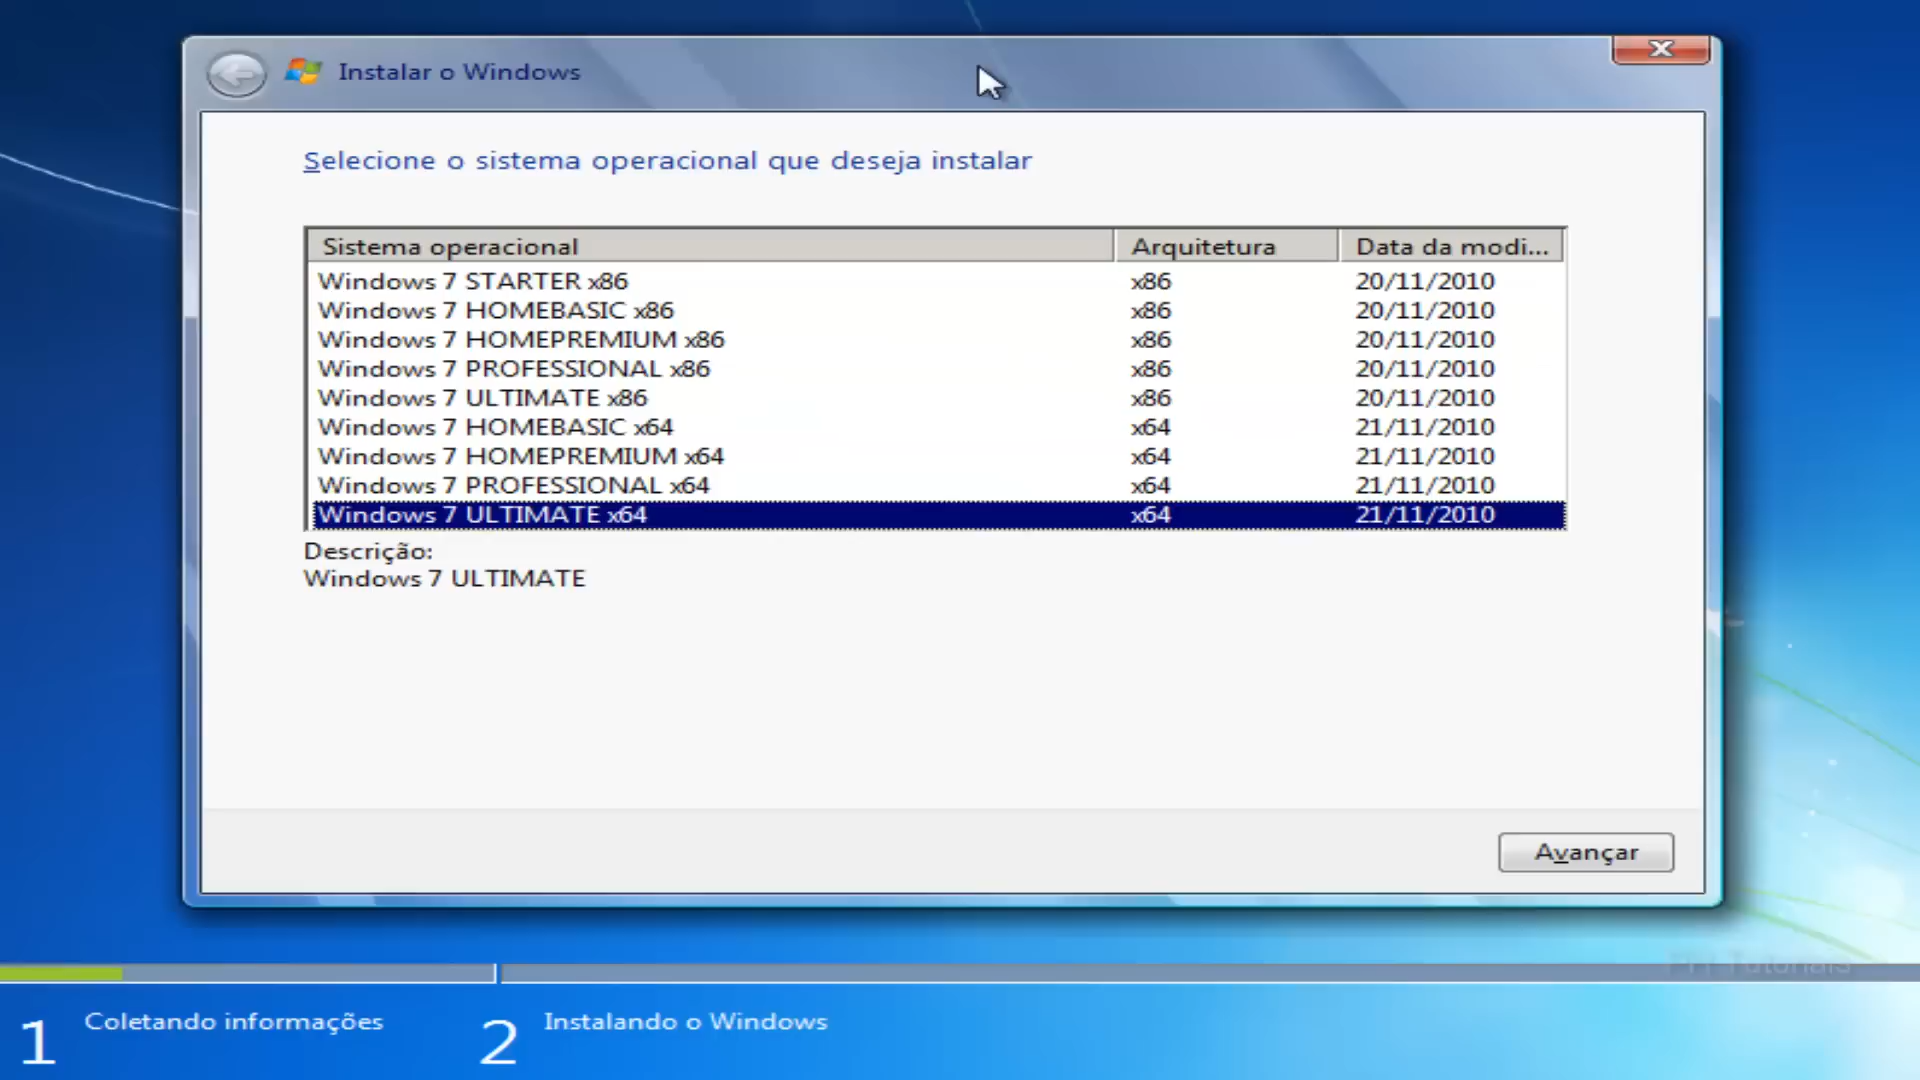 Instalar o Windows
Selecione o sistema operacional que deseja instalar
Sistema operacional Arquitetura Data da modi...
Windows 7 STARTER x86 x86 20/11/2010
Windows 7 HOMEBASIC x86 x86 20/11/2010
Windows 7 HOMEPREMIUM x86 x86 20/11/2010
Windows 7 PROFESSIONAL x86 x86 20/11/2010
Windows 7 ULTIMATE x86 x86 20/11/2010
Windows 7 HOMEBASIC x64 x64 21/11/2010
Windows 7 HOMEPREMIUM x64 x64 21/11/2010
Windows 7 PROFESSIONAL x64 x64 21/11/2010
Windows 7 ULTIMATE x64 x64 21/11/2010
Descrição:
Windows 7 ULTIMATE
Avançar
Tutoriais
1 Coletando informações 2 Instalando o Windows